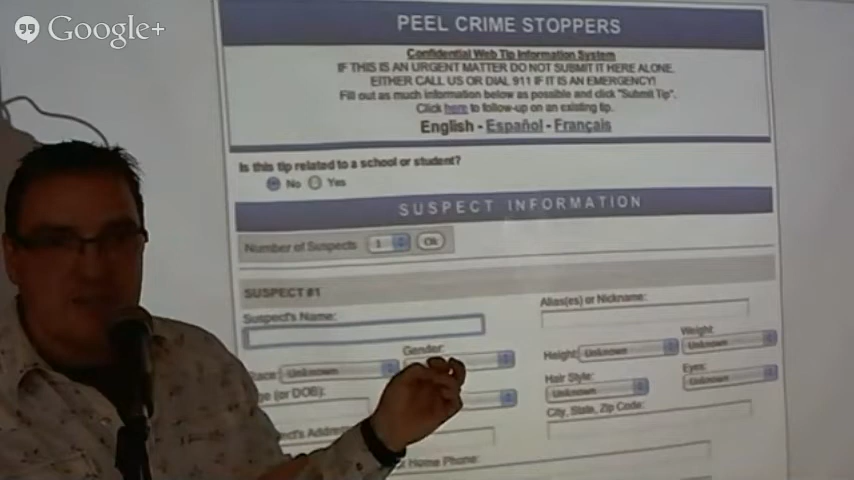 Google+
PEEL CRIME STOPPERS
Confidential Web Tip Information System
IF THIS IS AN URGENT MATTER DO NOT SUBMIT IT HERE ALONE.
EITHER CALL US OR DIAL 911 IF IT IS AN EMERGENCY!
Fill out as much information below as possible and click "Submit Tip".
Click here to follow-up on an existing tip.
English - Español - Français
Is this tip related to a school or student?
No Yes
SUSPECT INFORMATION
Number of Suspects 1 Ok
SUSPECT #1
Suspect's Name:
Alias(es) or Nickname:
Race: Unknown
Gender:
Height: Unknown
Weight:
Unknown
(or DOB):
Hair Style:
Unknown
Eyes:
Unknown
Address
City, State, Zip Code:
Home Phone: